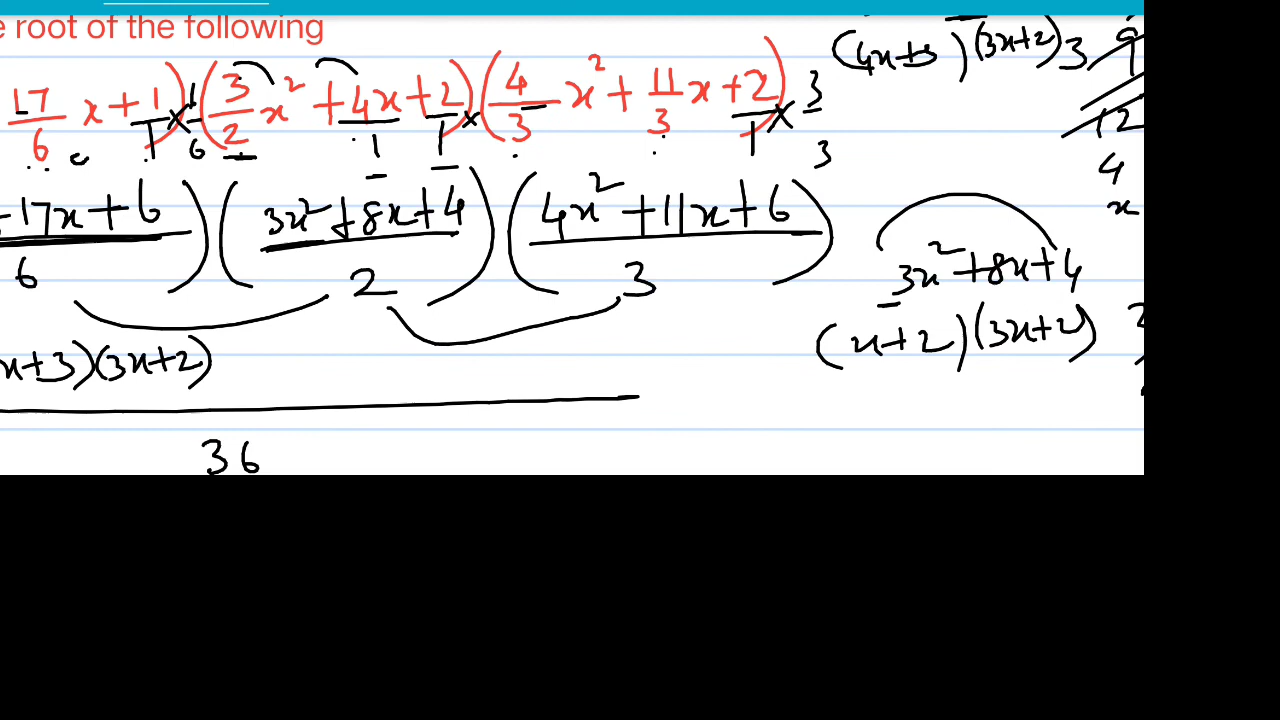 e root of the following
17/6 x + 1/1) × 1/6 (3/2 x² + 4x/1 + 2/1) × (4/3 x² + 11/3 x + 2/1) × 3/3
17x + 6 / 6) (3x² + 8x + 4 / 2) (4x² + 11x + 6 / 3)
x+3)(3x+2)
36
(3x+2) 3
12
4
x
3x² + 8x + 4
(x+2)(3x+2)